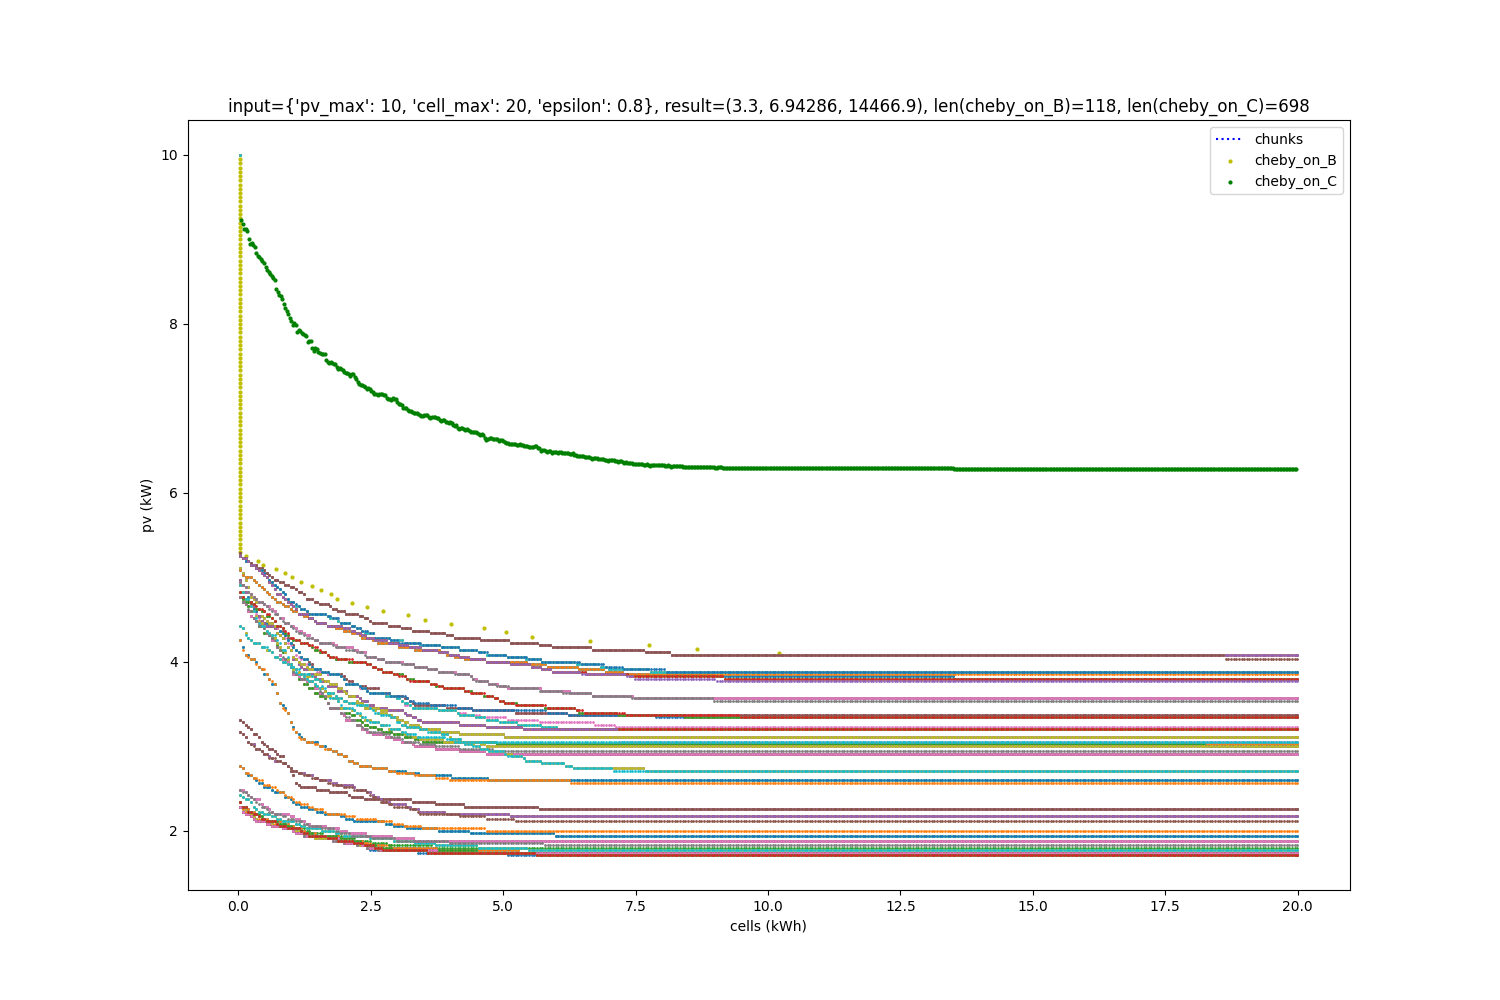 input={'pv_max': 10, 'cell_max': 20, 'epsilon': 0.8}, result=(3.3, 6.94286, 14466.9), len(cheby_on_B)=118, len(cheby_on_C)=698
chunks
cheby_on_B
cheby_on_C
10
8
6
4
2
pv (kW)
0.0 2.5 5.0 7.5 10.0 12.5 15.0 17.5 20.0
cells (kWh)